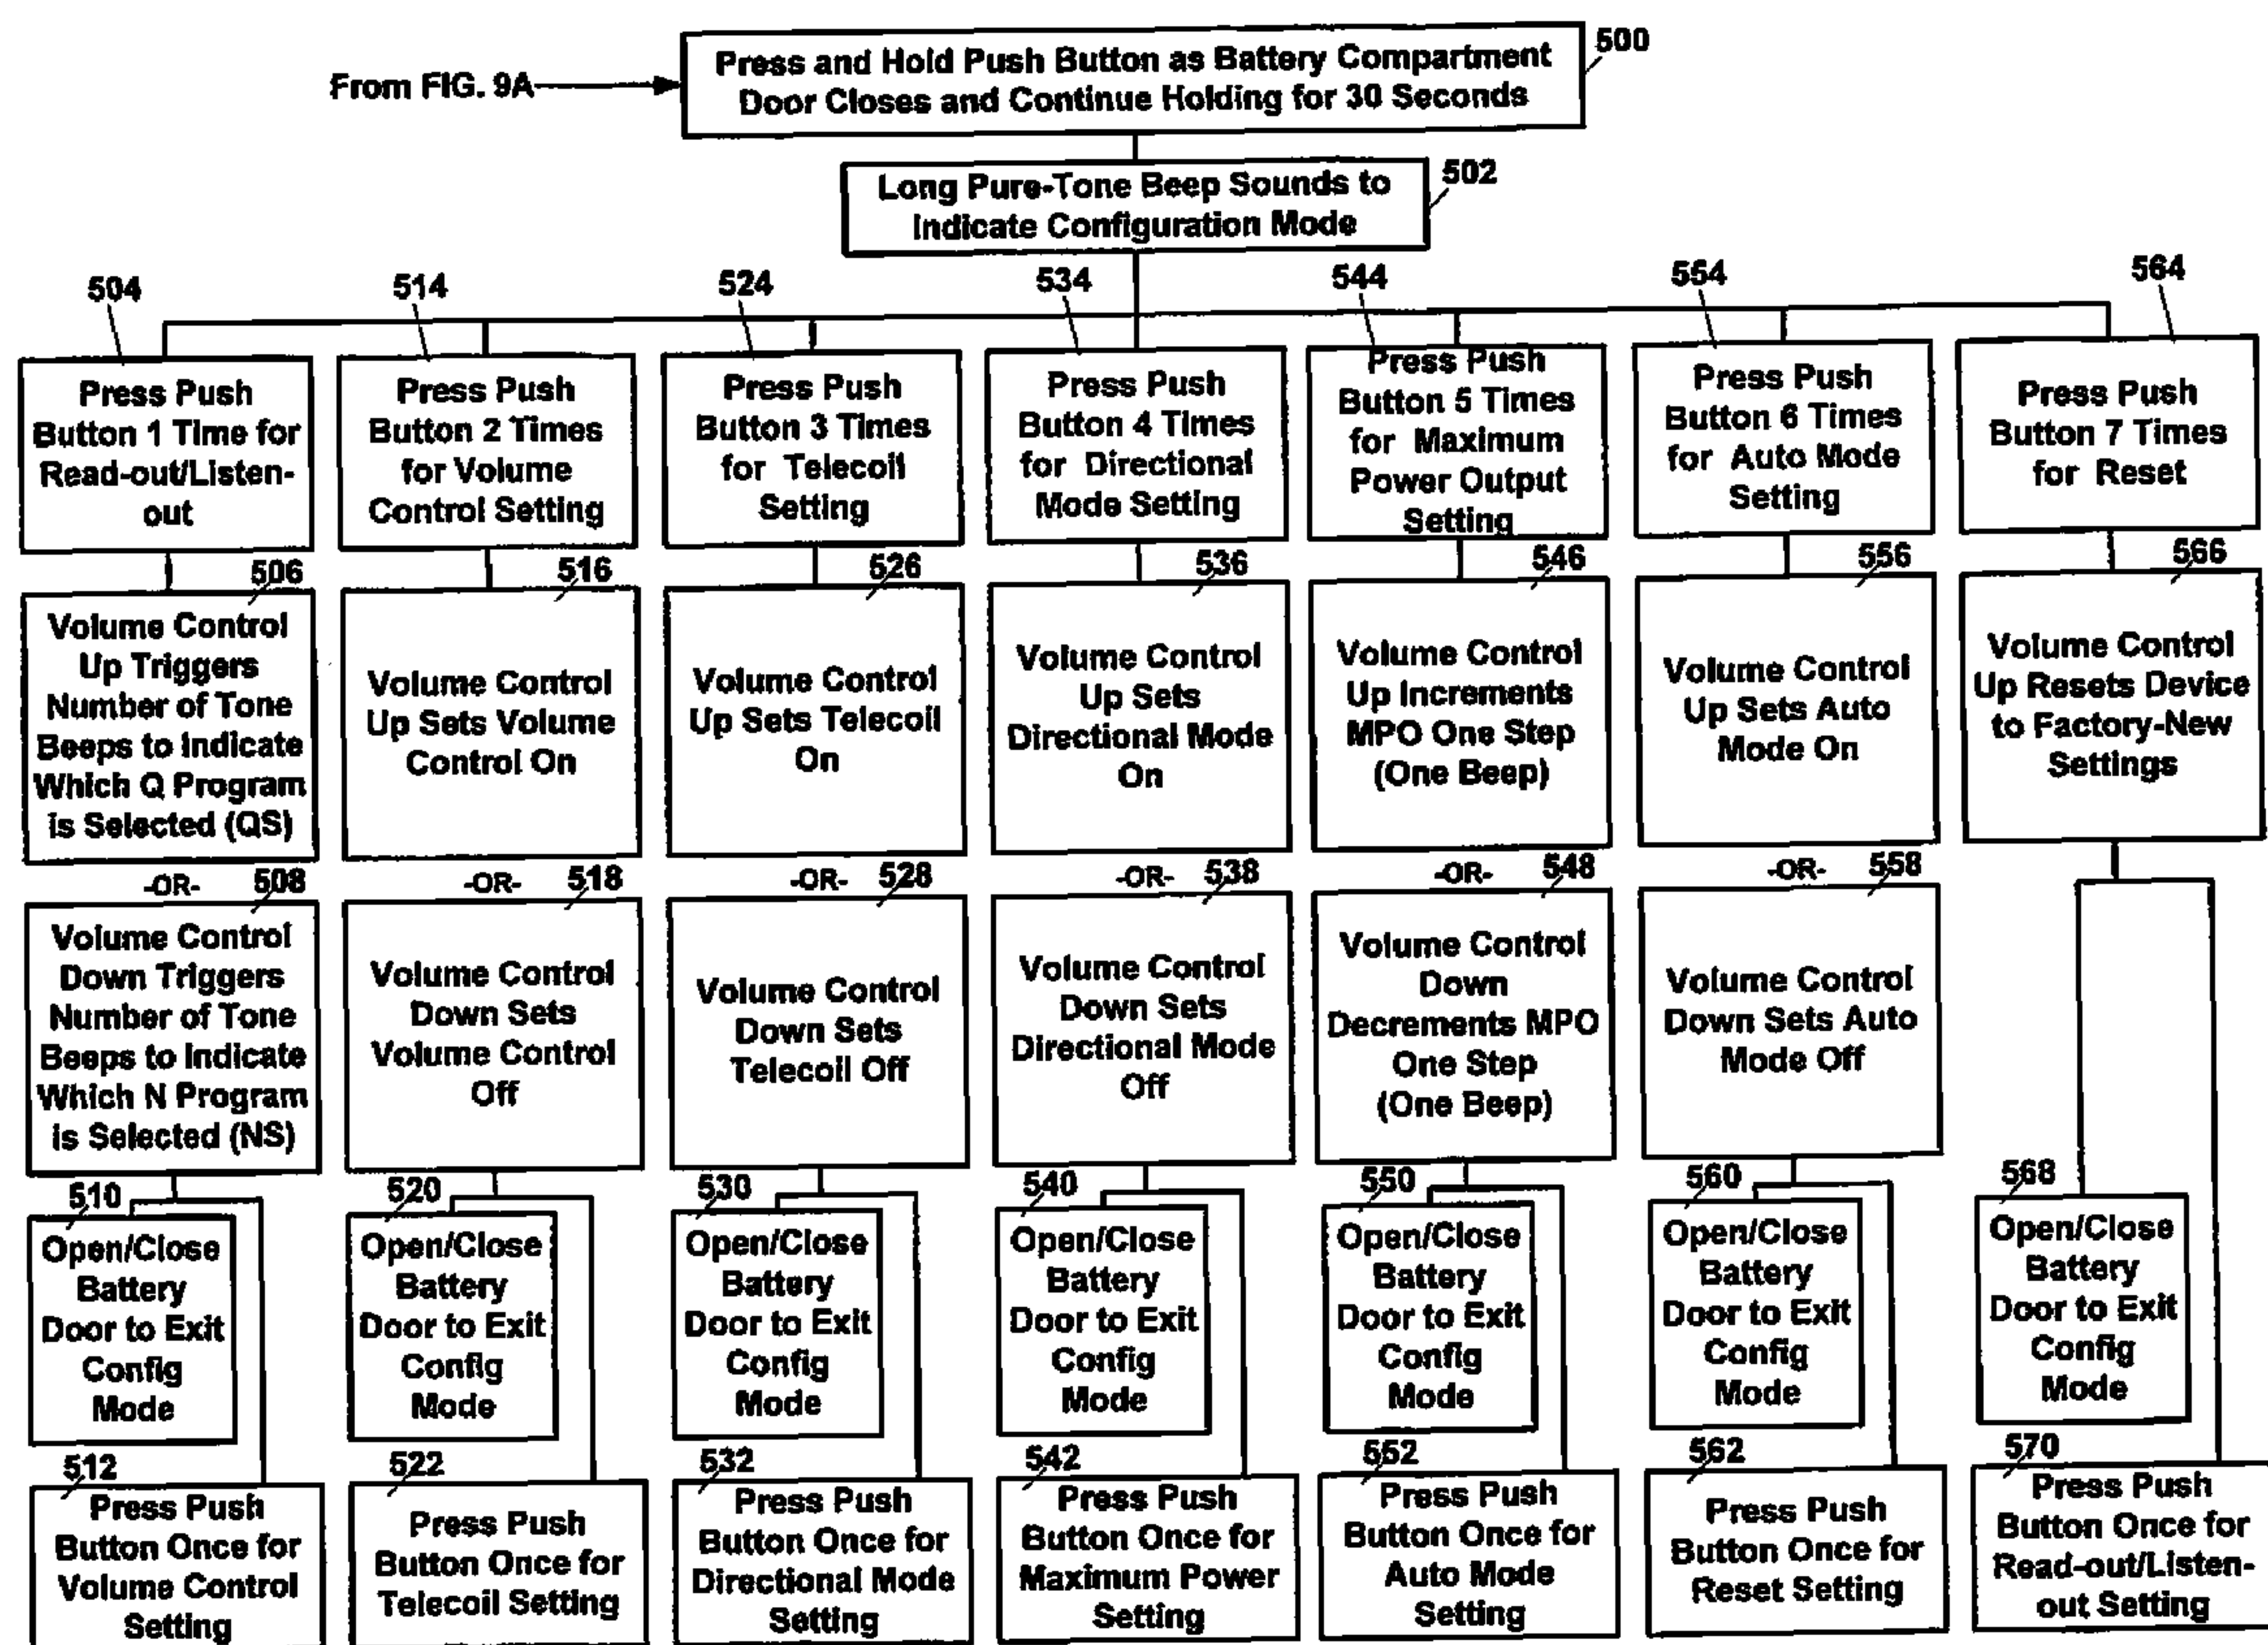 From FIG. 9A
Press and Hold Push Button as Battery Compartment
Door Closes and Continue Holding for 30 Seconds
500
Long Pure-Tone Beep Sounds to
Indicate Configuration Mode
502
504
Press Push
Button 1 Time for
Read-out/Listen-
out
506
Volume Control
Up Triggers
Number of Tone
Beeps to Indicate
Which Q Program
is Selected (QS)
-OR-
508
Volume Control
Down Triggers
Number of Tone
Beeps to Indicate
Which N Program
is Selected (NS)
510
Open/Close
Battery
Door to Exit
Config
Mode
512
Press Push
Button Once for
Volume Control
Setting
514
Press Push
Button 2 Times
for Volume
Control Setting
516
Volume Control
Up Sets Volume
Control On
-OR-
518
Volume Control
Down Sets
Volume Control
Off
520
Open/Close
Battery
Door to Exit
Config
Mode
522
Press Push
Button Once for
Telecoil Setting
524
Press Push
Button 3 Times
for Telecoil
Setting
526
Volume Control
Up Sets Telecoil
On
-OR-
528
Volume Control
Down Sets
Telecoil Off
530
Open/Close
Battery
Door to Exit
Config
Mode
532
Press Push
Button Once for
Directional Mode
Setting
534
Press Push
Button 4 Times
for Directional
Mode Setting
536
Volume Control
Up Sets
Directional Mode
On
-OR-
538
Volume Control
Down Sets
Directional Mode
Off
540
Open/Close
Battery
Door to Exit
Config
Mode
542
Press Push
Button Once for
Maximum Power
Setting
544
Press Push
Button 5 Times
for Maximum
Power Output
Setting
546
Volume Control
Up Increments
MPO One Step
(One Beep)
-OR-
548
Volume Control
Down
Decrements MPO
One Step
(One Beep)
550
Open/Close
Battery
Door to Exit
Config
Mode
552
Press Push
Button Once for
Auto Mode
Setting
554
Press Push
Button 6 Times
for Auto Mode
Setting
556
Volume Control
Up Sets Auto
Mode On
-OR-
558
Volume Control
Down Sets Auto
Mode Off
560
Open/Close
Battery
Door to Exit
Config
Mode
562
Press Push
Button Once for
Reset Setting
564
Press Push
Button 7 Times
for Reset
566
Volume Control
Up Resets Device
to Factory-New
Settings
568
Open/Close
Battery
Door to Exit
Config
Mode
570
Press Push
Button Once for
Read-out/Listen-
out Setting